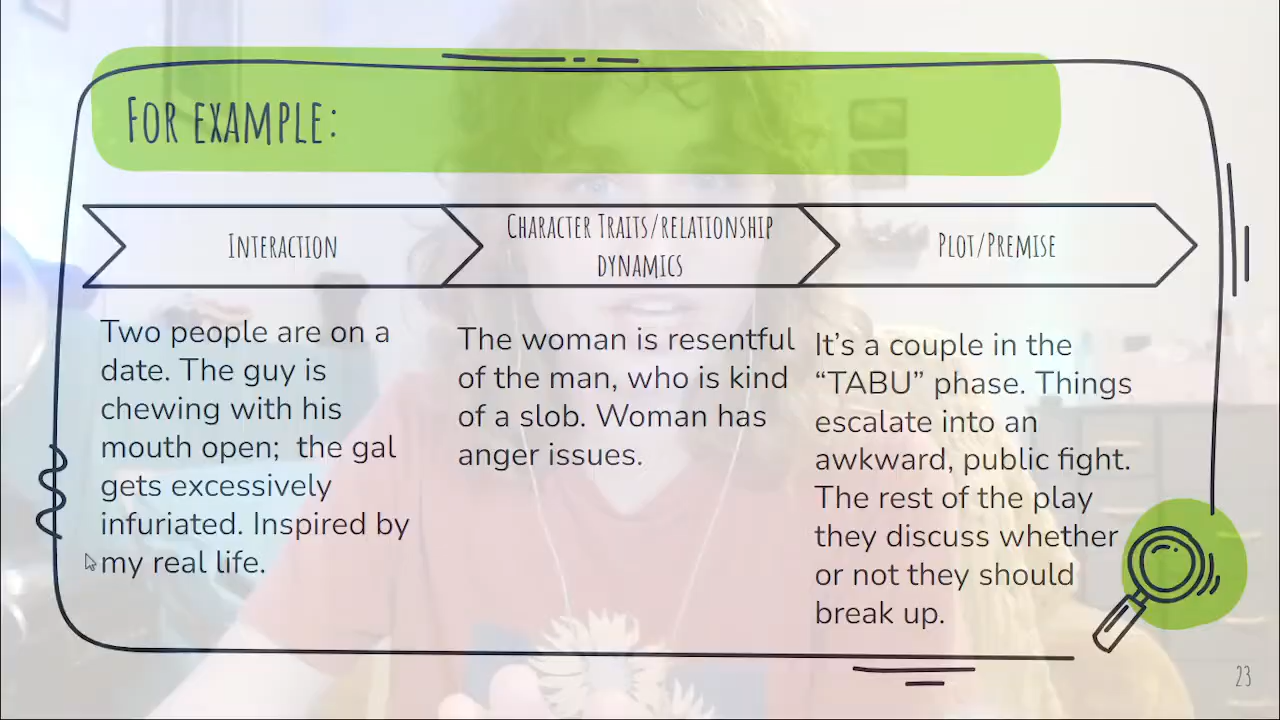 FOR EXAMPLE:
INTERACTION
CHARACTER TRAITS/RELATIONSHIP
DYNAMICS
PLOT/PREMISE
Two people are on a
date. The guy is
chewing with his
mouth open;  the gal
gets excessively
infuriated. Inspired by
my real life.
The woman is resentful
of the man, who is kind
of a slob. Woman has
anger issues.
It’s a couple in the
“TABU” phase. Things
escalate into an
awkward, public fight.
The rest of the play
they discuss whether
or not they should
break up.
23